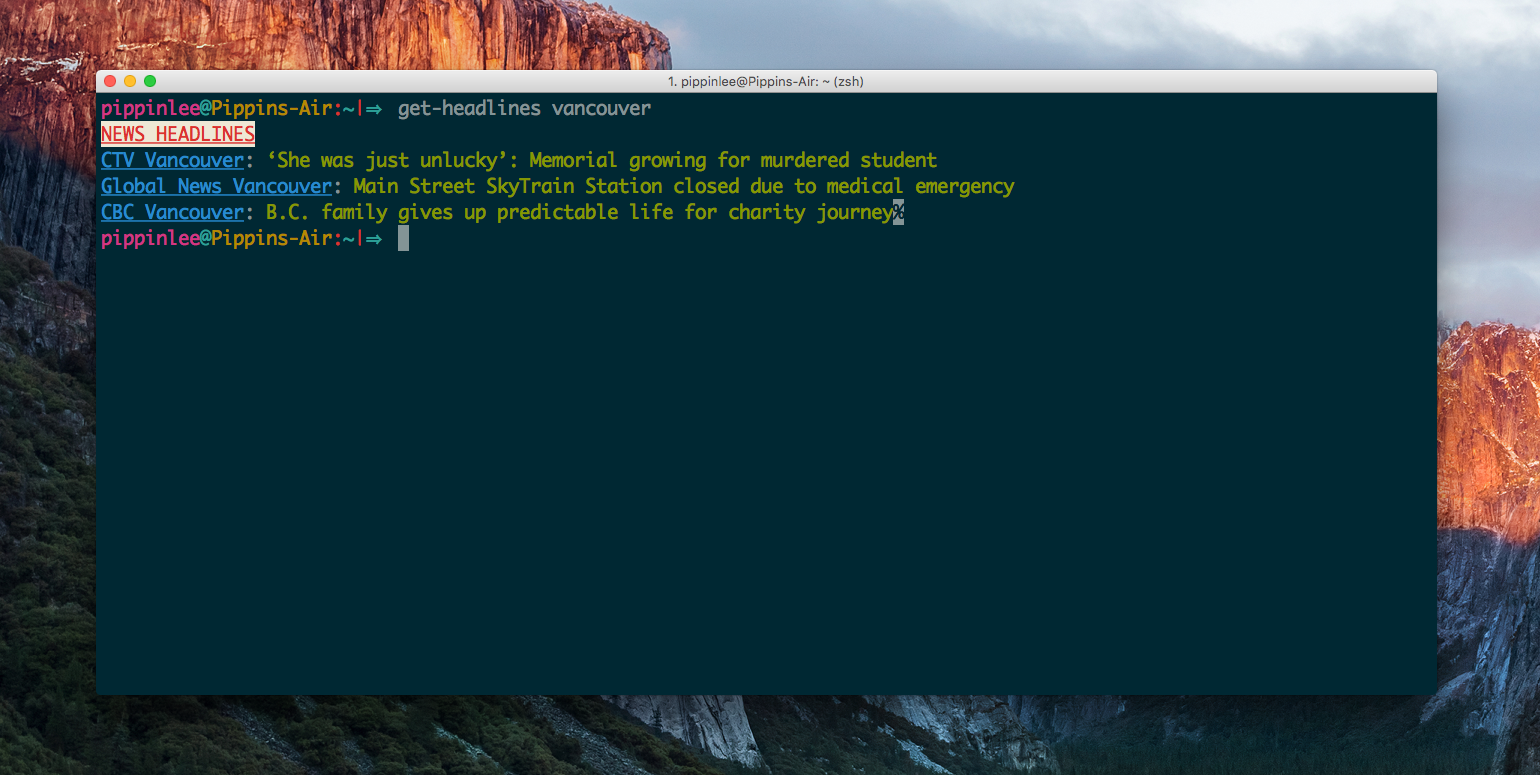 1. pippinlee@Pippins-Air: ~ (zsh)
pippinlee@Pippins-Air:~|⇒ get-headlines vancouver
NEWS HEADLINES
CTV Vancouver: ‘She was just unlucky’: Memorial growing for murdered student
Global News Vancouver: Main Street SkyTrain Station closed due to medical emergency
CBC Vancouver: B.C. family gives up predictable life for charity journey%
pippinlee@Pippins-Air:~|⇒